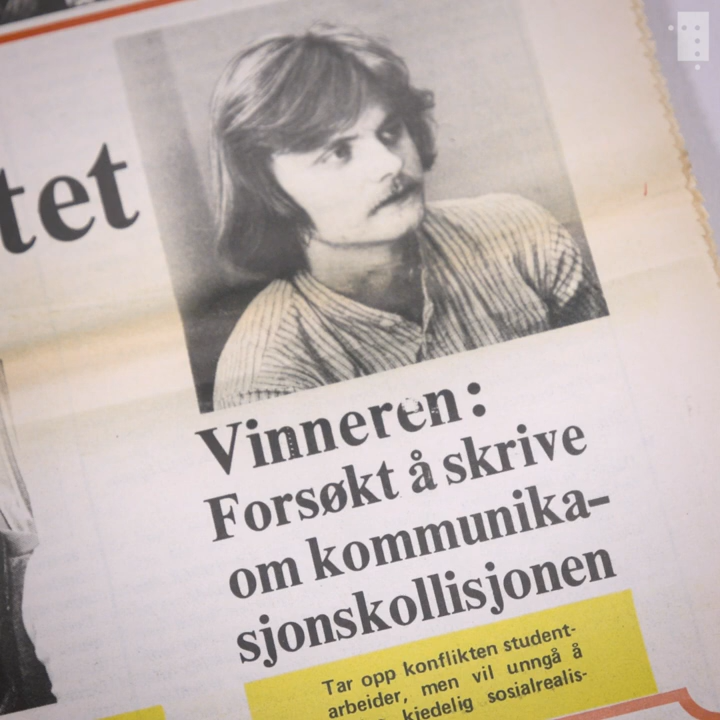 tet
Vinneren:
Forsøkt å skrive
om kommunika-
sjonskollisjonen
Tar opp konflikten student-
arbeider, men vil unngå å
kjedelig sosialrealis-